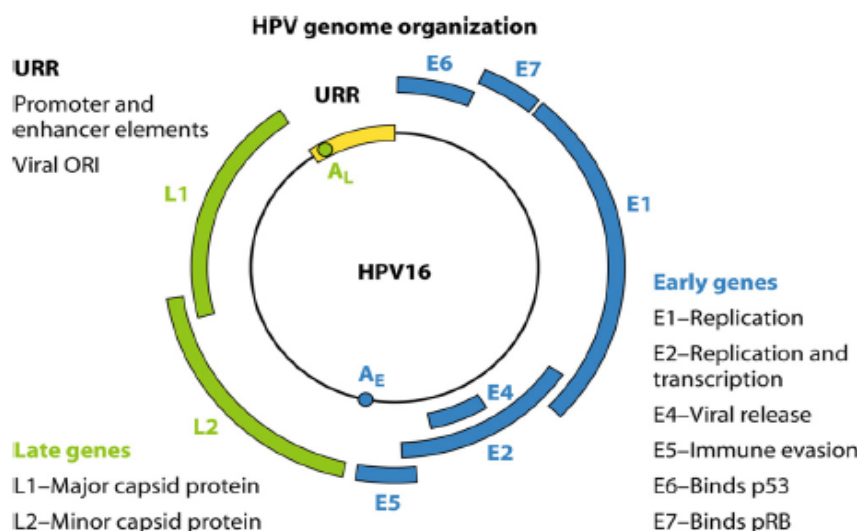 HPV genome organization
URR
Promoter and
enhancer elements
Viral ORI
URR
E6
E7
A_L
L1
E1
HPV16
A_E
E4
L2
E2
E5
Early genes
E1–Replication
E2–Replication and
transcription
E4–Viral release
E5–Immune evasion
E6–Binds p53
E7–Binds pRB
Late genes
L1–Major capsid protein
L2–Minor capsid protein